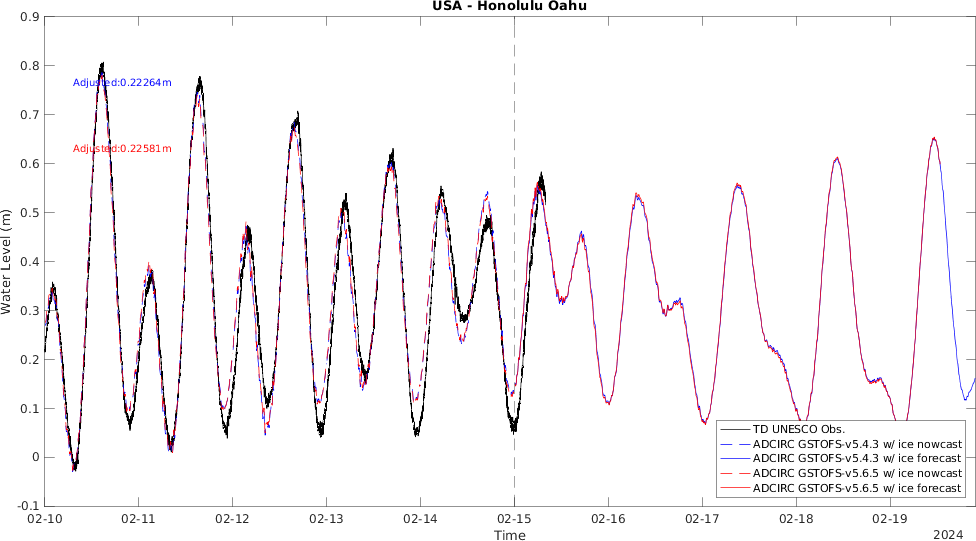 USA - Honolulu Oahu
0.9
0.8
0.7
0.6
0.5
0.4
0.3
0.2
0.1
0
-0.1
Water Level (m)
Adjusted:0.22264m
Adjusted:0.22581m
TD UNESCO Obs.
ADCIRC GSTOFS-v5.4.3 w/ ice nowcast
ADCIRC GSTOFS-v5.4.3 w/ ice forecast
ADCIRC GSTOFS-v5.6.5 w/ ice nowcast
ADCIRC GSTOFS-v5.6.5 w/ ice forecast
02-10 02-11 02-12 02-13 02-14 02-15 02-16 02-17 02-18 02-19
Time
2024